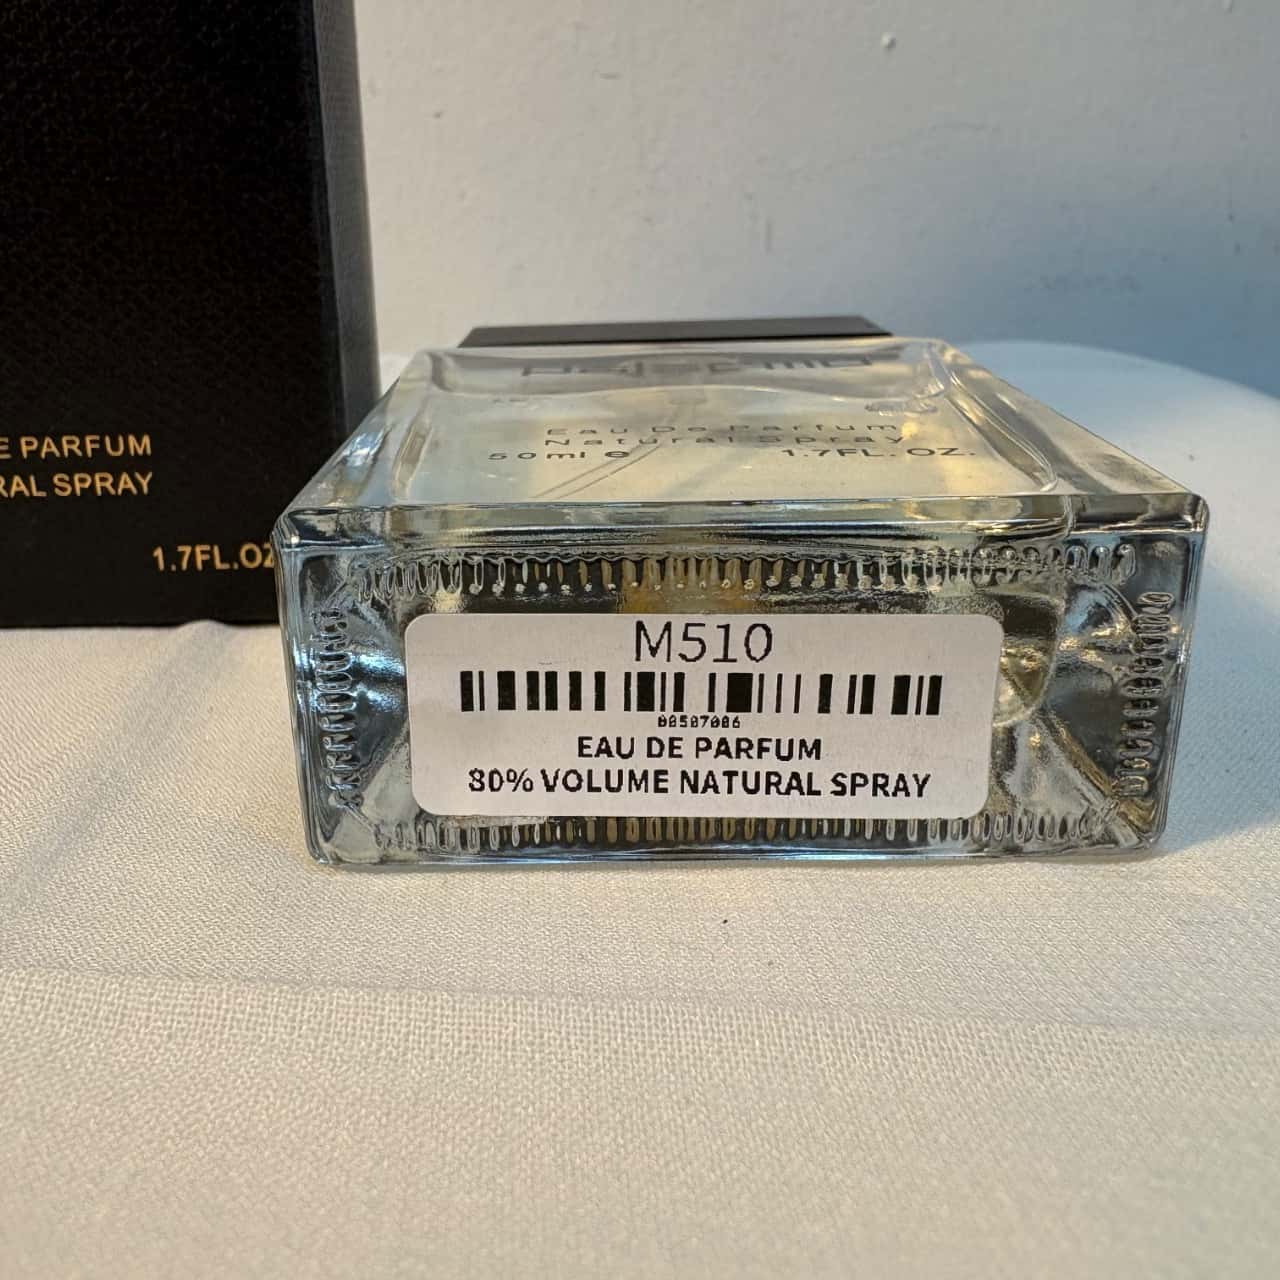 E PARFUM
RAL SPRAY
1.7FL.OZ
Eau De Parfum
Natural Spray
50ml e 1.7FL. OZ.
M510
00507006
EAU DE PARFUM
80% VOLUME NATURAL SPRAY